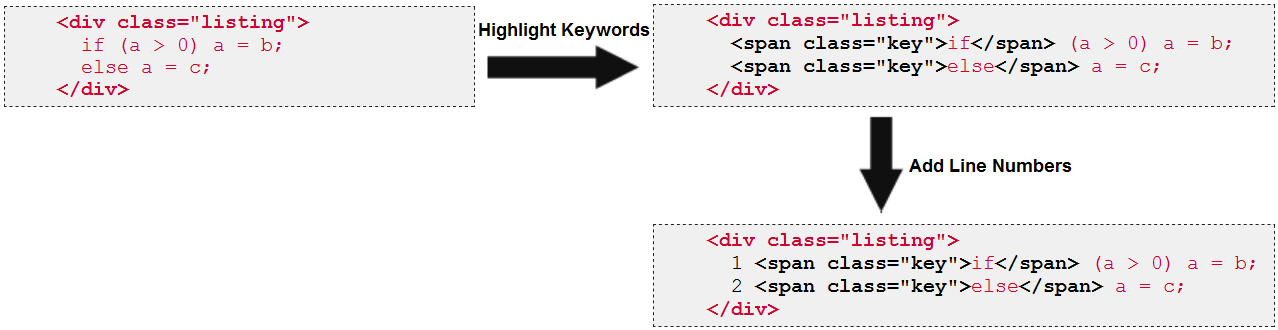 <div class="listing">
  if (a > 0) a = b;
  else a = c;
</div>
Highlight Keywords
<div class="listing">
  <span class="key">if</span> (a > 0) a = b;
  <span class="key">else</span> a = c;
</div>
Add Line Numbers
<div class="listing">
  1 <span class="key">if</span> (a > 0) a = b;
  2 <span class="key">else</span> a = c;
</div>